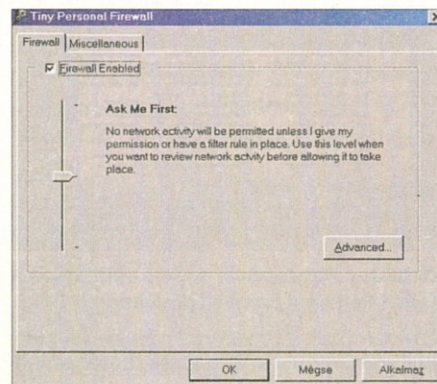 Tiny Personal Firewall
Firewall
Miscellaneous
Firewall Enabled
Ask Me First:
No network activity will be permitted unless I give my
permission or have a filter rule in place. Use this level when
you want to review network activity before allowing it to take
place.
Advanced...
OK
Mégse
Alkalmaz